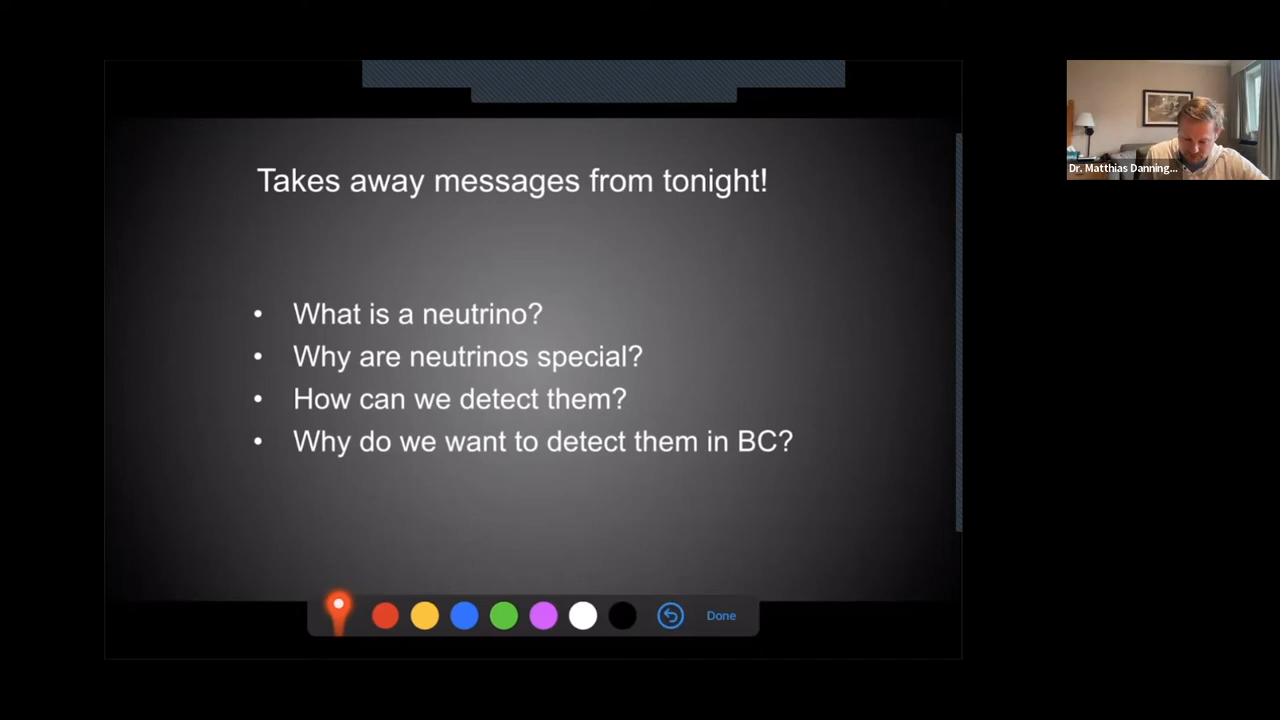 Takes away messages from tonight!
• What is a neutrino?
• Why are neutrinos special?
• How can we detect them?
• Why do we want to detect them in BC?
Done
Dr. Matthias Danning...